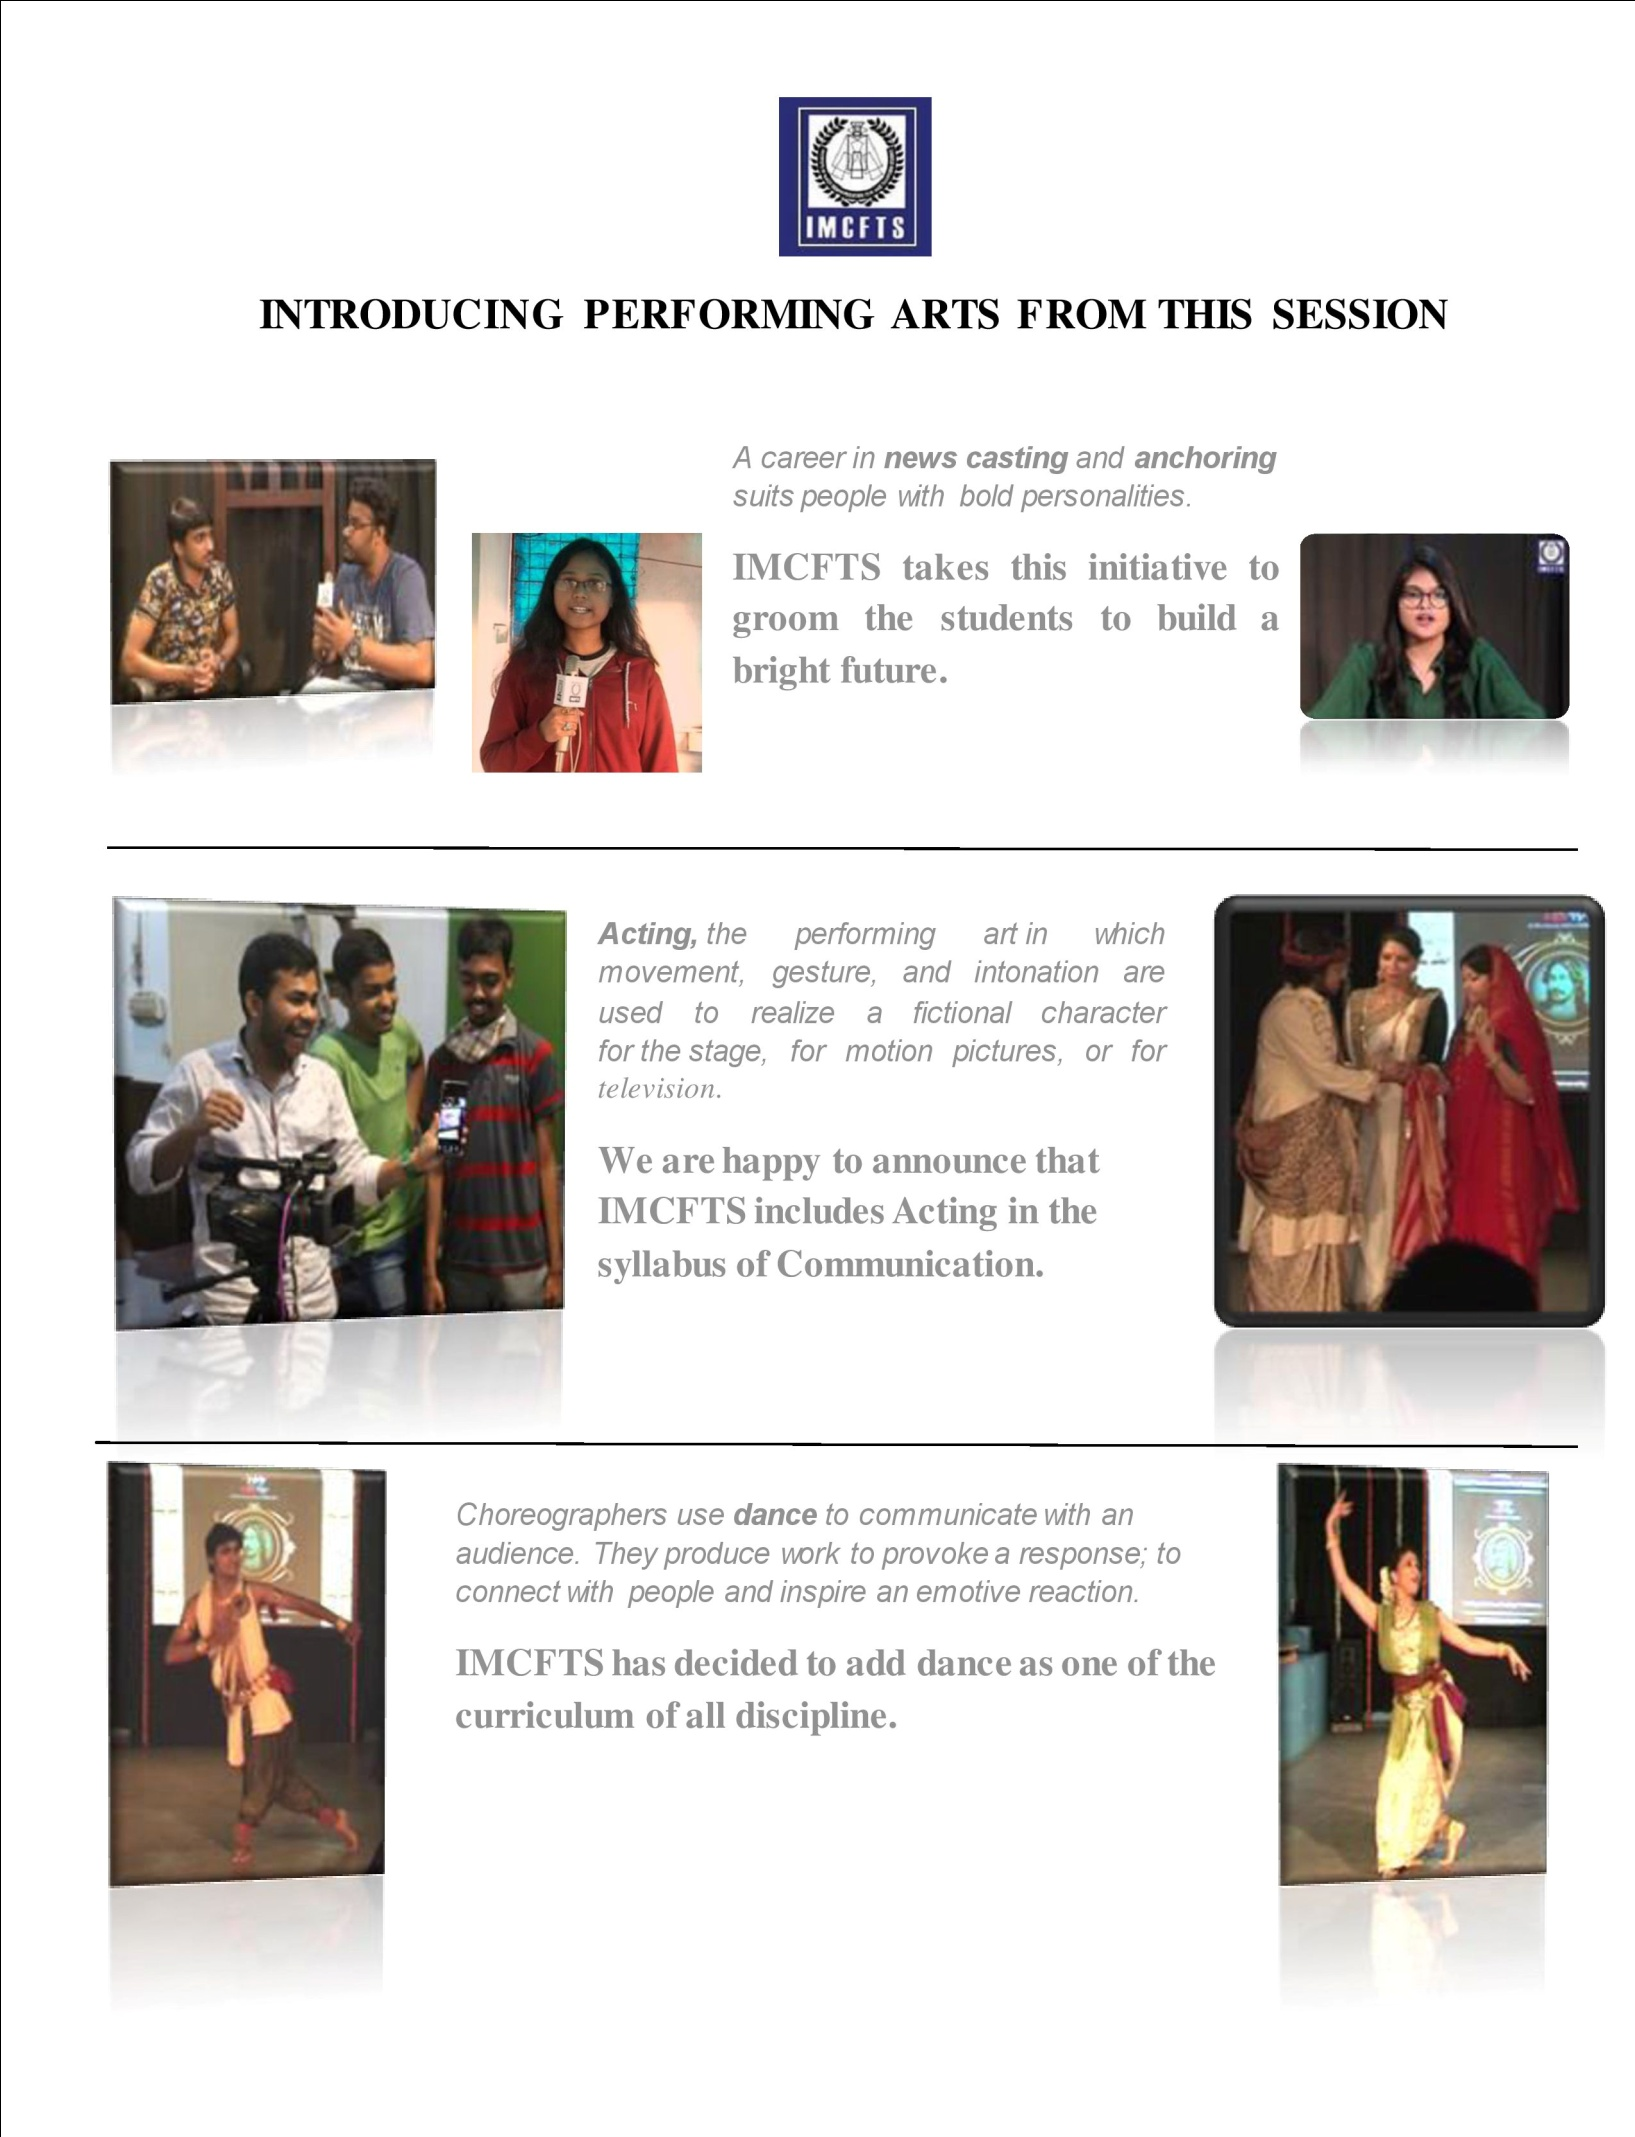 IMCFTS
INTRODUCING PERFORMING ARTS FROM THIS SESSION
A career in news casting and anchoring
suits people with bold personalities.
IMCFTS takes this initiative to
groom the students to build a
bright future.
Acting, the performing art in which
movement, gesture, and intonation are
used to realize a fictional character
for the stage, for motion pictures, or for
television.
We are happy to announce that
IMCFTS includes Acting in the
syllabus of Communication.
Choreographers use dance to communicate with an
audience. They produce work to provoke a response; to
connect with people and inspire an emotive reaction.
IMCFTS has decided to add dance as one of the
curriculum of all discipline.